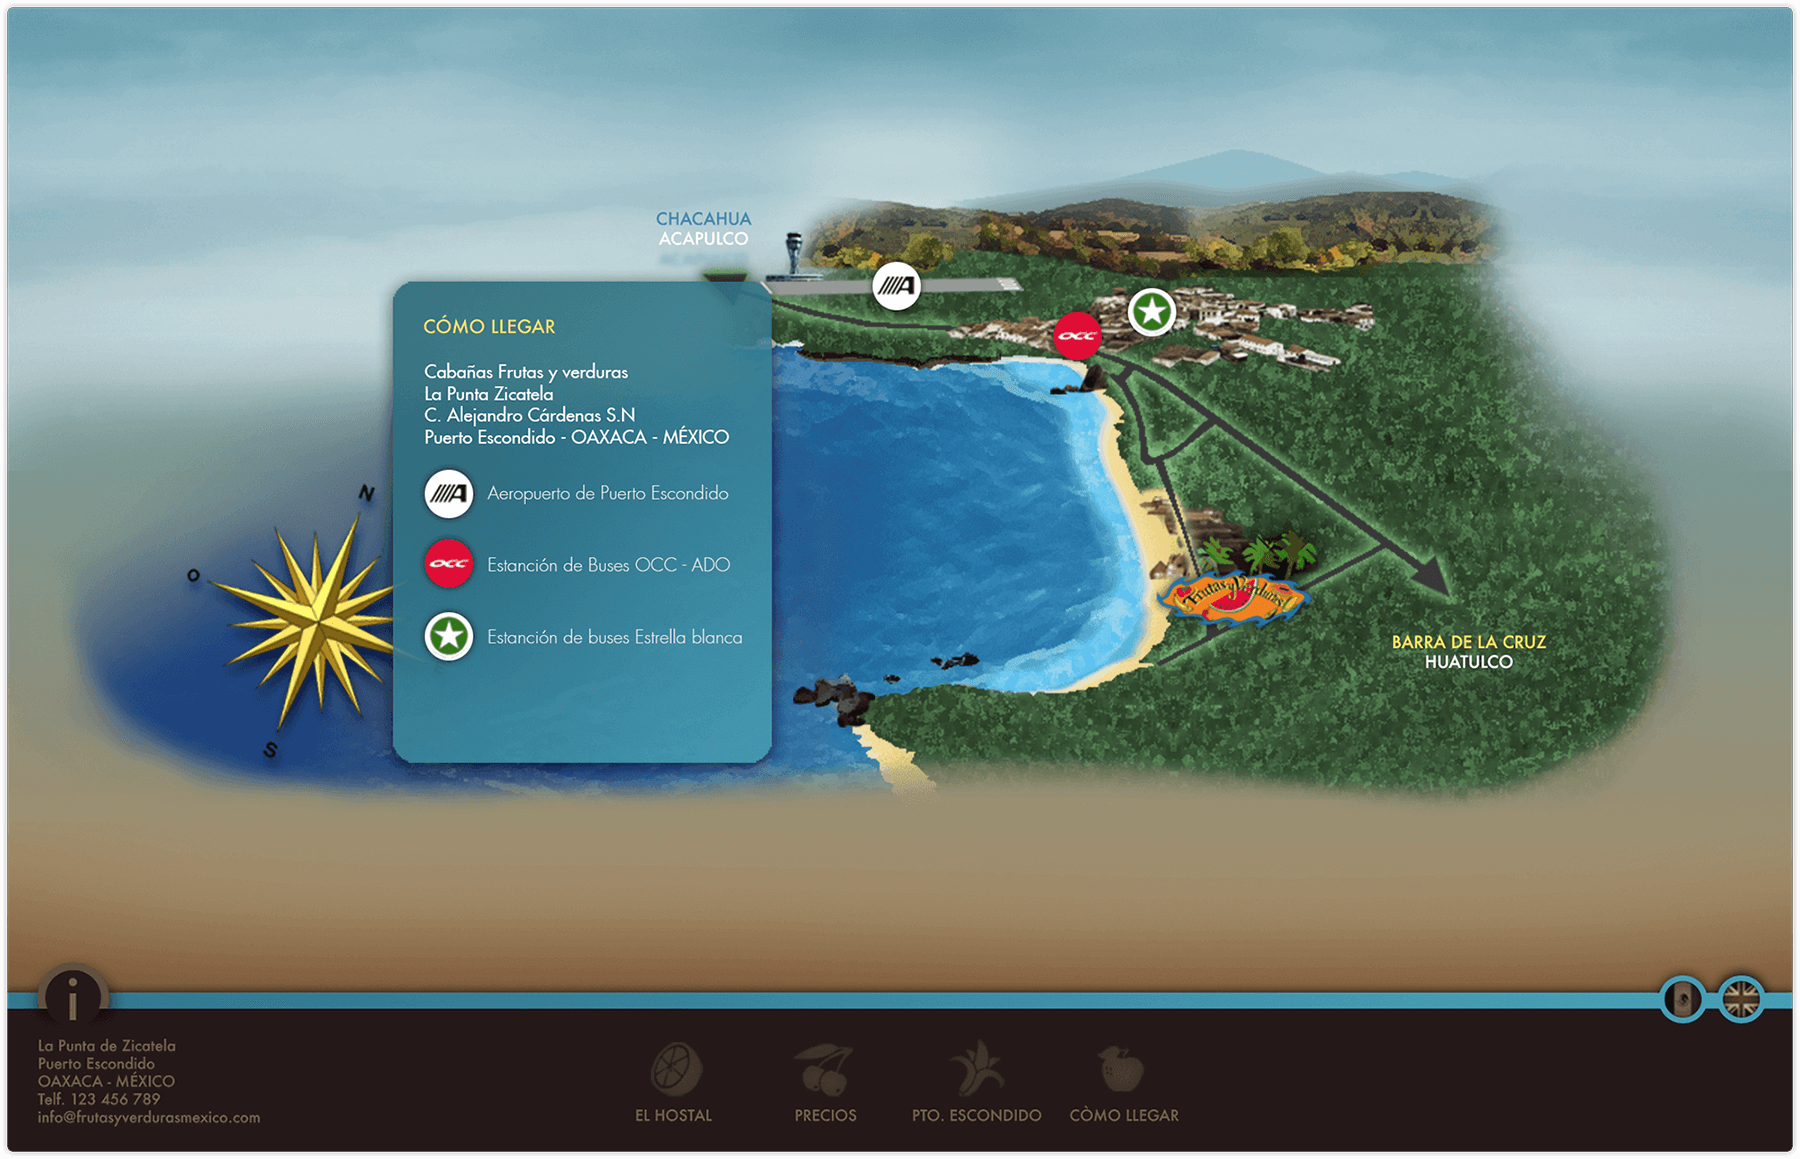 CHACAHUA
ACAPULCO
CÓMO LLEGAR
Cabañas Frutas y verduras
La Punta Zicatela
C. Alejandro Cárdenas S.N
Puerto Escondido - OAXACA - MÉXICO
A
Aeropuerto de Puerto Escondido
OCC
Estanción de Buses OCC - ADO
Estanción de buses Estrella blanca
A
OCC
Frutas y Verduras
BARRA DE LA CRUZ
HUATULCO
N
O
S
i
La Punta de Zicatela
Puerto Escondido
OAXACA - MÉXICO
Telf. 123 456 789
info@frutasyverdurasmexico.com
EL HOSTAL
PRECIOS
PTO. ESCONDIDO
CÒMO LLEGAR